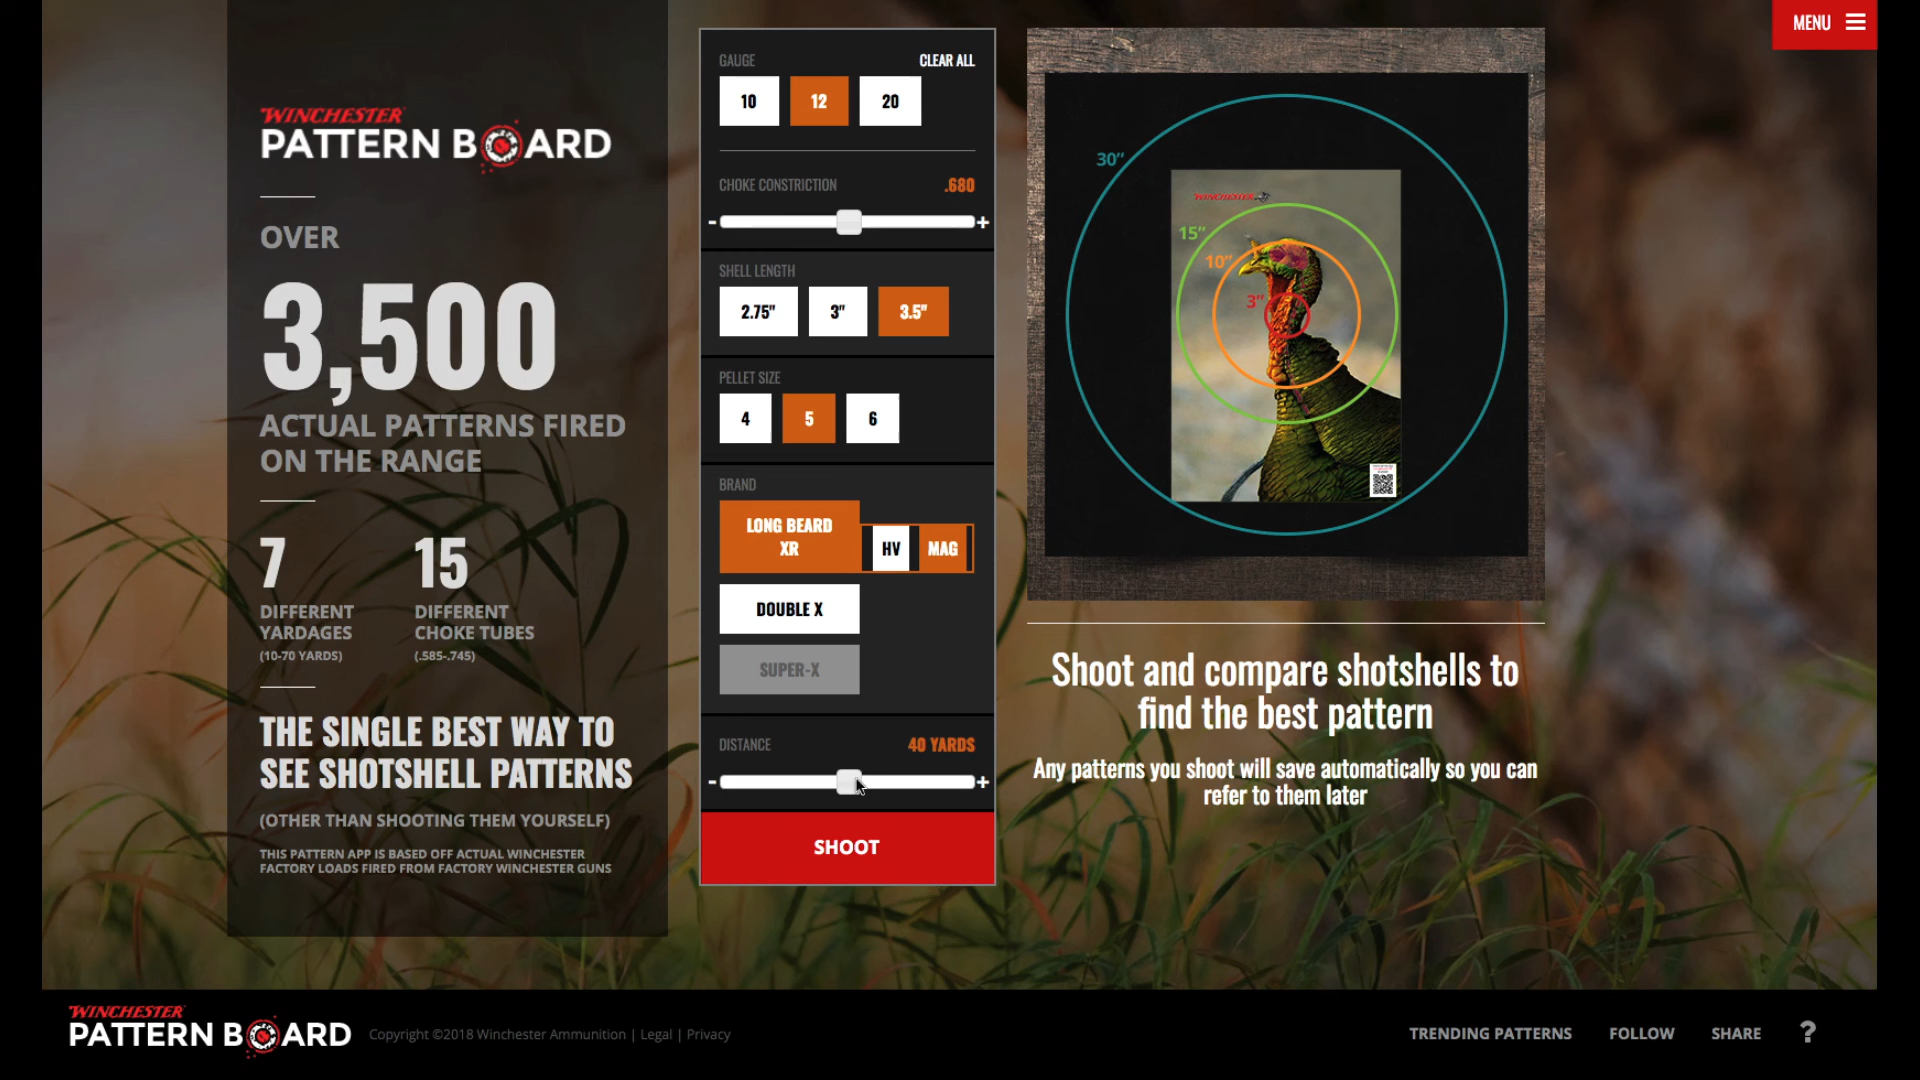 WINCHESTER
PATTERN BOARD
OVER
3,500
ACTUAL PATTERNS FIRED
ON THE RANGE
7
DIFFERENT
YARDAGES
(10-70 YARDS)
15
DIFFERENT
CHOKE TUBES
(.585-.745)
THE SINGLE BEST WAY TO
SEE SHOTSHELL PATTERNS
(OTHER THAN SHOOTING THEM YOURSELF)
THIS PATTERN APP IS BASED OFF ACTUAL WINCHESTER
FACTORY LOADS FIRED FROM FACTORY WINCHESTER GUNS
GAUGE CLEAR ALL
10 12 20
CHOKE CONSTRICTION .680
- +
SHELL LENGTH
2.75" 3" 3.5"
PELLET SIZE
4 5 6
BRAND
LONG BEARD
XR
HV MAG
DOUBLE X
SUPER-X
DISTANCE 40 YARDS
- +
SHOOT
MENU
30"
WINCHESTER
15"
10"
3"
Shoot and compare shotshells to
find the best pattern
Any patterns you shoot will save automatically so you can
refer to them later
WINCHESTER
PATTERN BOARD
Copyright ©2018 Winchester Ammunition | Legal | Privacy
TRENDING PATTERNS FOLLOW SHARE ?